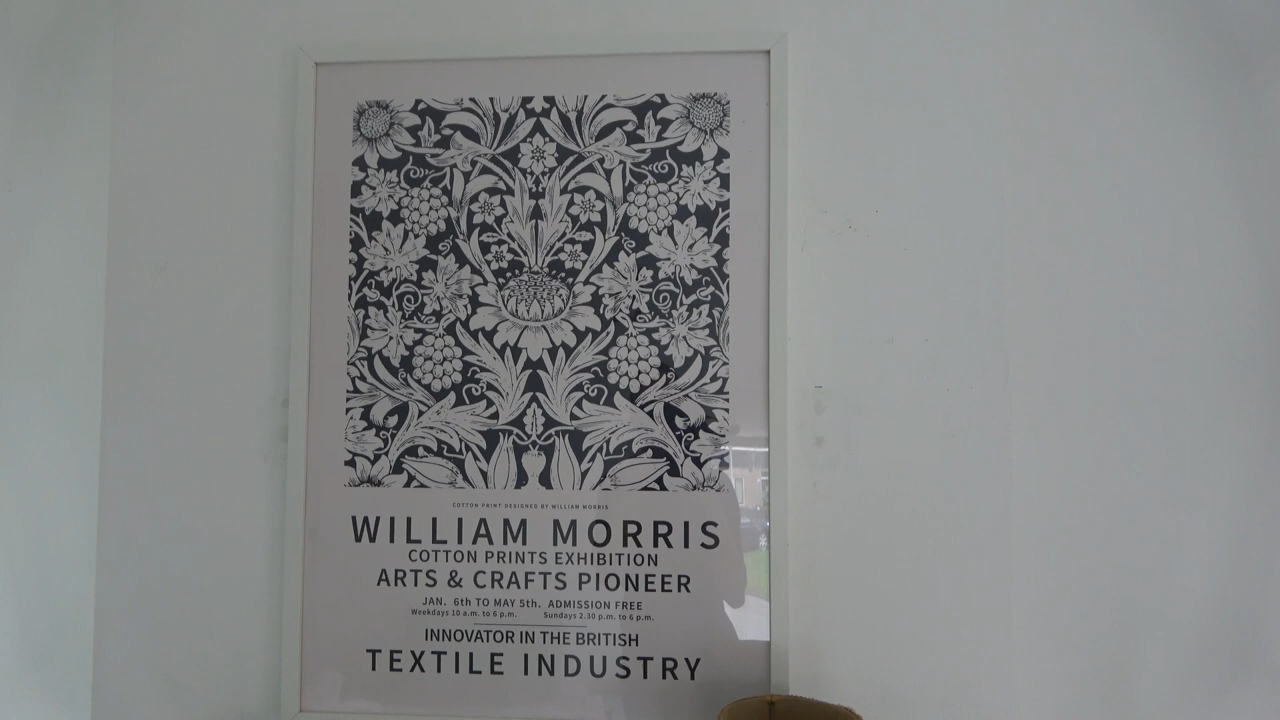 COTTON PRINT DESIGNED BY WILLIAM MORRIS
WILLIAM MORRIS
COTTON PRINTS EXHIBITION
ARTS & CRAFTS PIONEER
JAN. 6th TO MAY 5th. ADMISSION FREE
Weekdays 10 a.m. to 6 p.m. Sundays 2.30 p.m. to 6 p.m.
INNOVATOR IN THE BRITISH
TEXTILE INDUSTRY